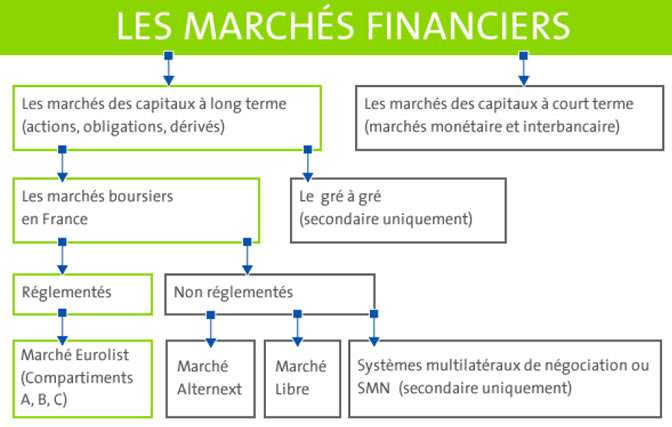 LES MARCHÉS FINANCIERS
Les marchés des capitaux à long terme
(actions, obligations, dérivés)
Les marchés des capitaux à court terme
(marchés monétaire et interbancaire)
Les marchés boursiers
en France
Le gré à gré
(secondaire uniquement)
Réglementés
Non réglementés
Marché Eurolist
(Compartiments
A, B, C)
Marché
Alternext
Marché
Libre
Systèmes multilatéraux de négociation ou
SMN (secondaire uniquement)